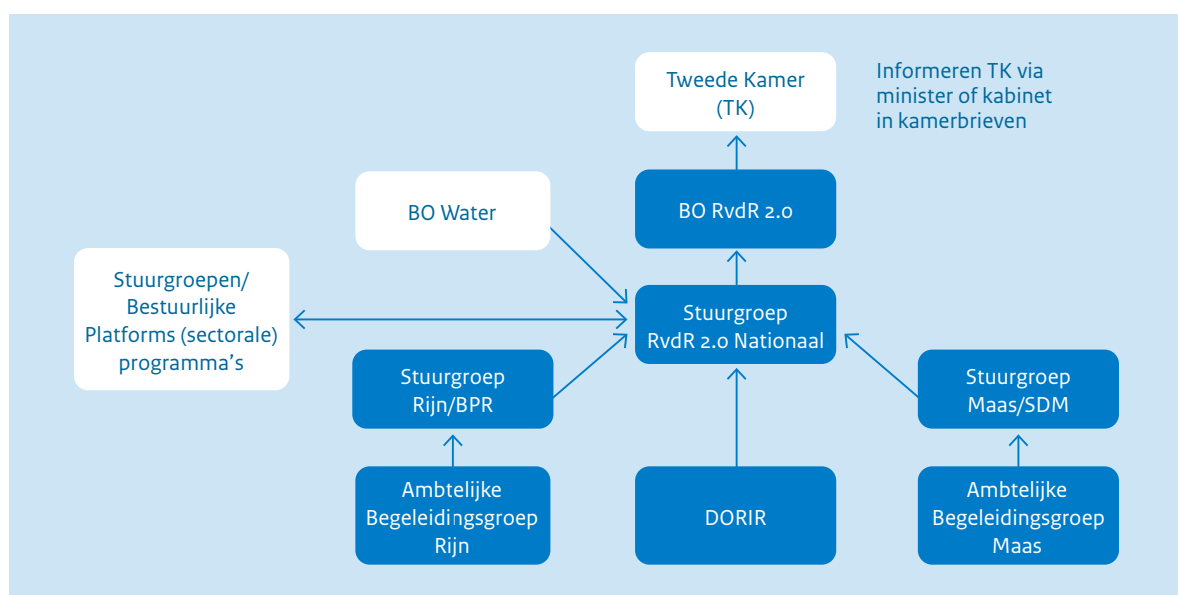 Tweede Kamer
(TK)
Informeren TK via
minister of kabinet
in kamerbrieven
BO Water
BO RvdR 2.0
Stuurgroepen/
Bestuurlijke
Platforms (sectorale)
programma's
Stuurgroep
RvdR 2.0 Nationaal
Stuurgroep
Rijn/BPR
Stuurgroep
Maas/SDM
Ambtelijke
Begeleidingsgroep
Rijn
DORIR
Ambtelijke
Begeleidingsgroep
Maas